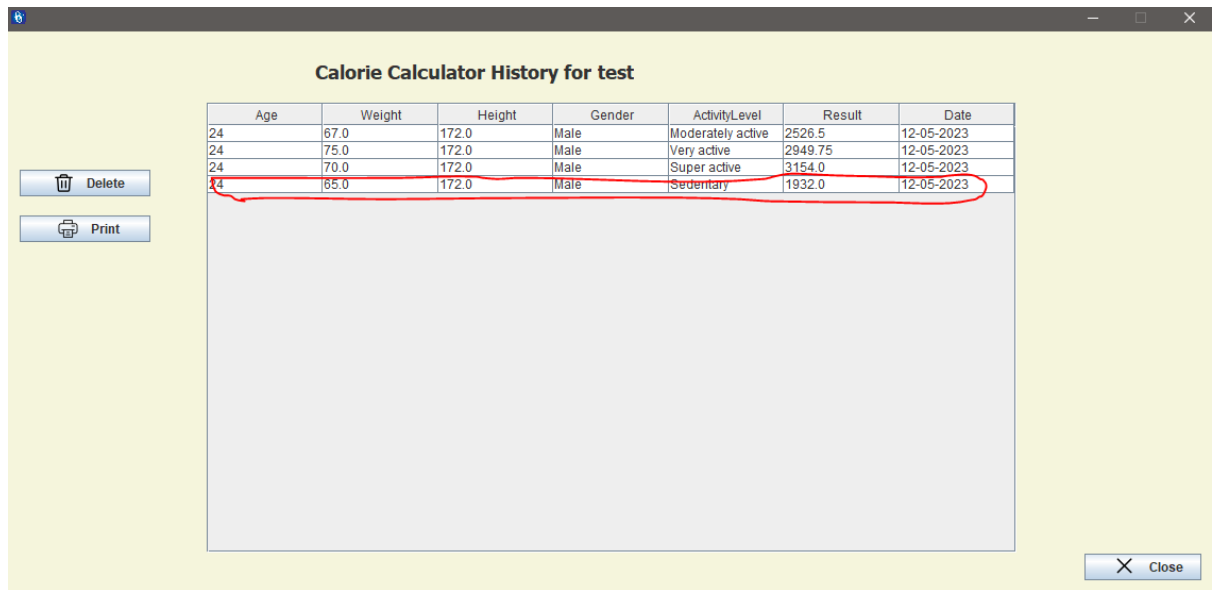 Calorie Calculator History for test
Age Weight Height Gender ActivityLevel Result Date
24 67.0 172.0 Male Moderately active 2526.5 12-05-2023
24 75.0 172.0 Male Very active 2949.75 12-05-2023
24 70.0 172.0 Male Super active 3154.0 12-05-2023
24 65.0 172.0 Male Sedentary 1932.0 12-05-2023
Delete
Print
Close